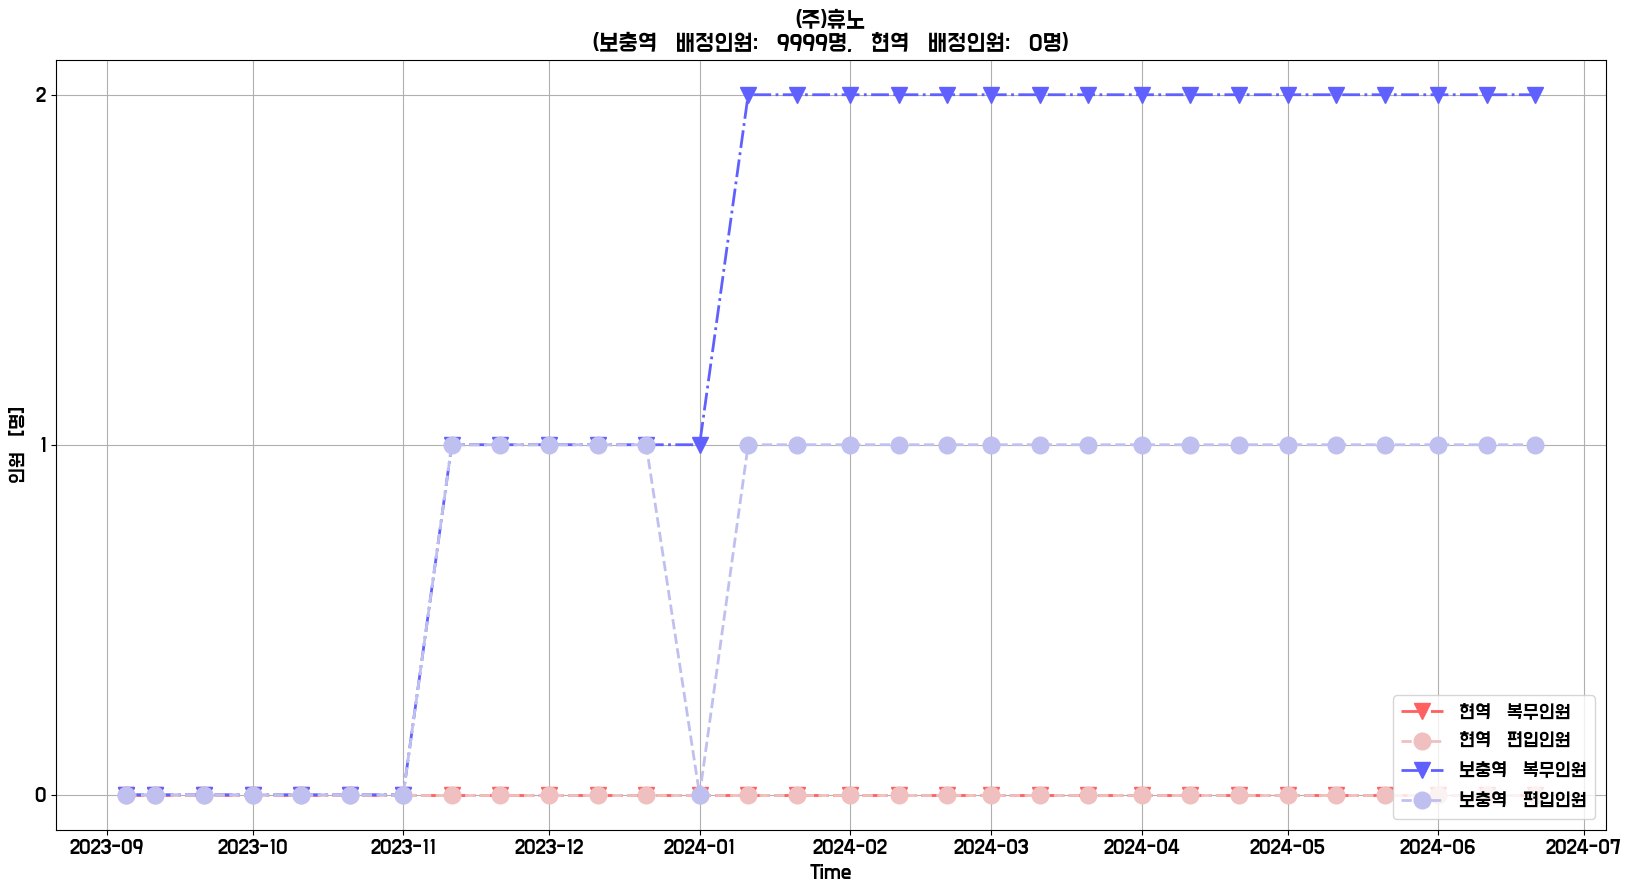 (주)휴노
(보충역 배정인원: 9999명, 현역 배정인원: 0명)
인원 [명]
2
1
0
현역 복무인원
현역 편입인원
보충역 복무인원
보충역 편입인원
2023-09 2023-10 2023-11 2023-12 2024-01 2024-02 2024-03 2024-04 2024-05 2024-06 2024-07
Time